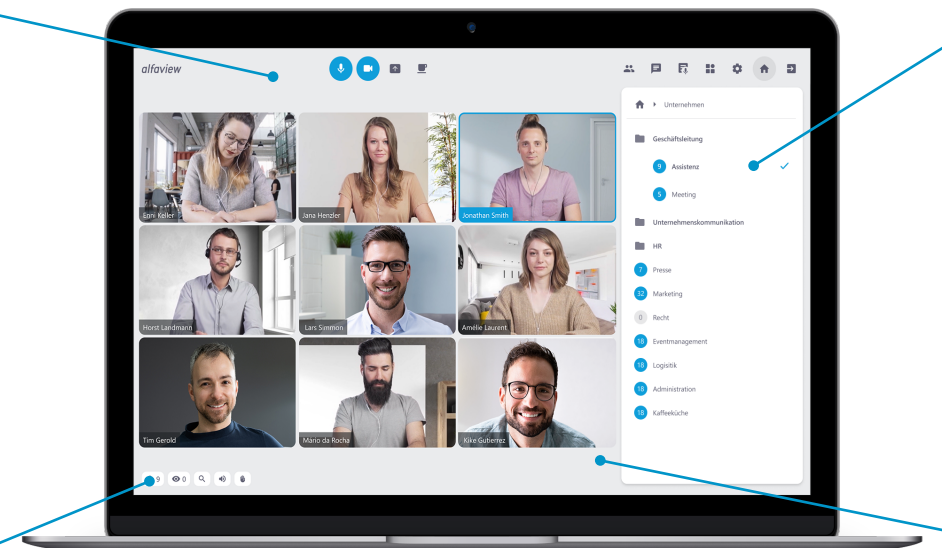 alfaview
Unternehmen
Geschäftsleitung
9 Assistenz
5 Meeting
Unternehmenskommunikation
HR
7 Presse
32 Marketing
0 Recht
18 Eventmanagement
18 Logisitik
18 Administration
18 Kaffeeküche
Enni Keller
Jana Henzler
Jonathan Smith
Horst Landmann
Lars Simmon
Amélie Laurent
Tim Gerold
Mario da Rocha
Kike Gutierrez
9
0